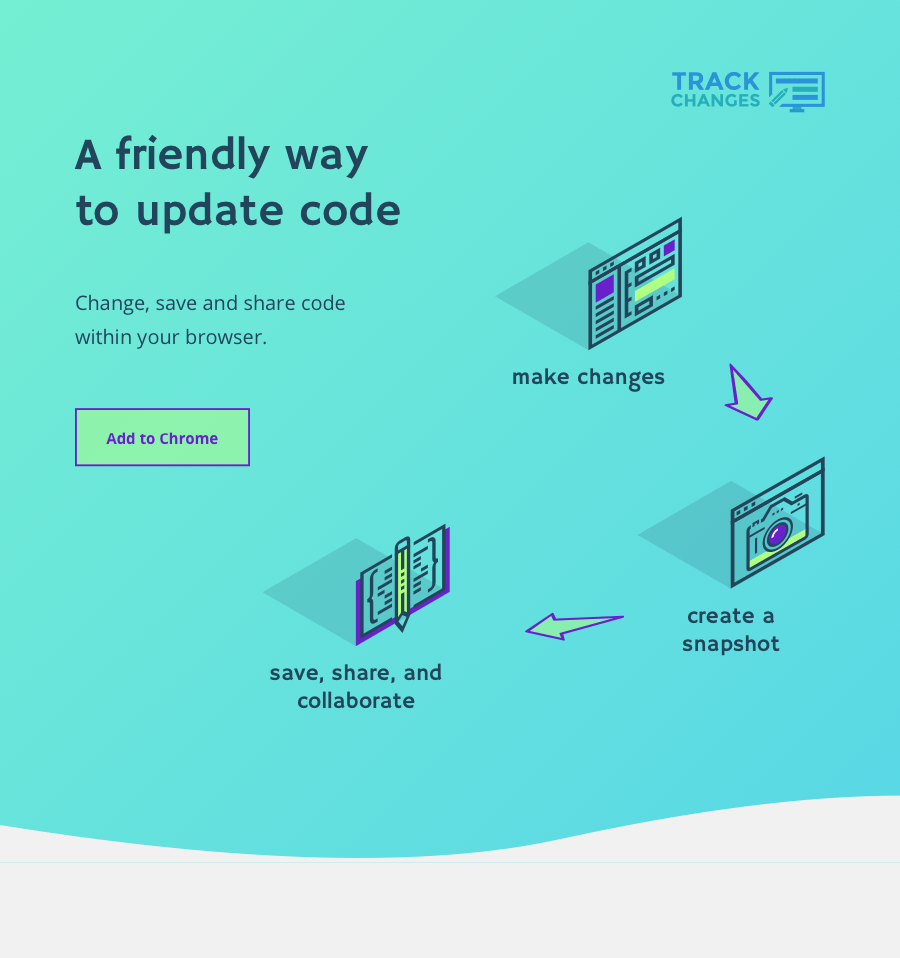 TRACK
CHANGES
A friendly way
to update code
Change, save and share code
within your browser.
Add to Chrome
make changes
create a
snapshot
save, share, and
collaborate